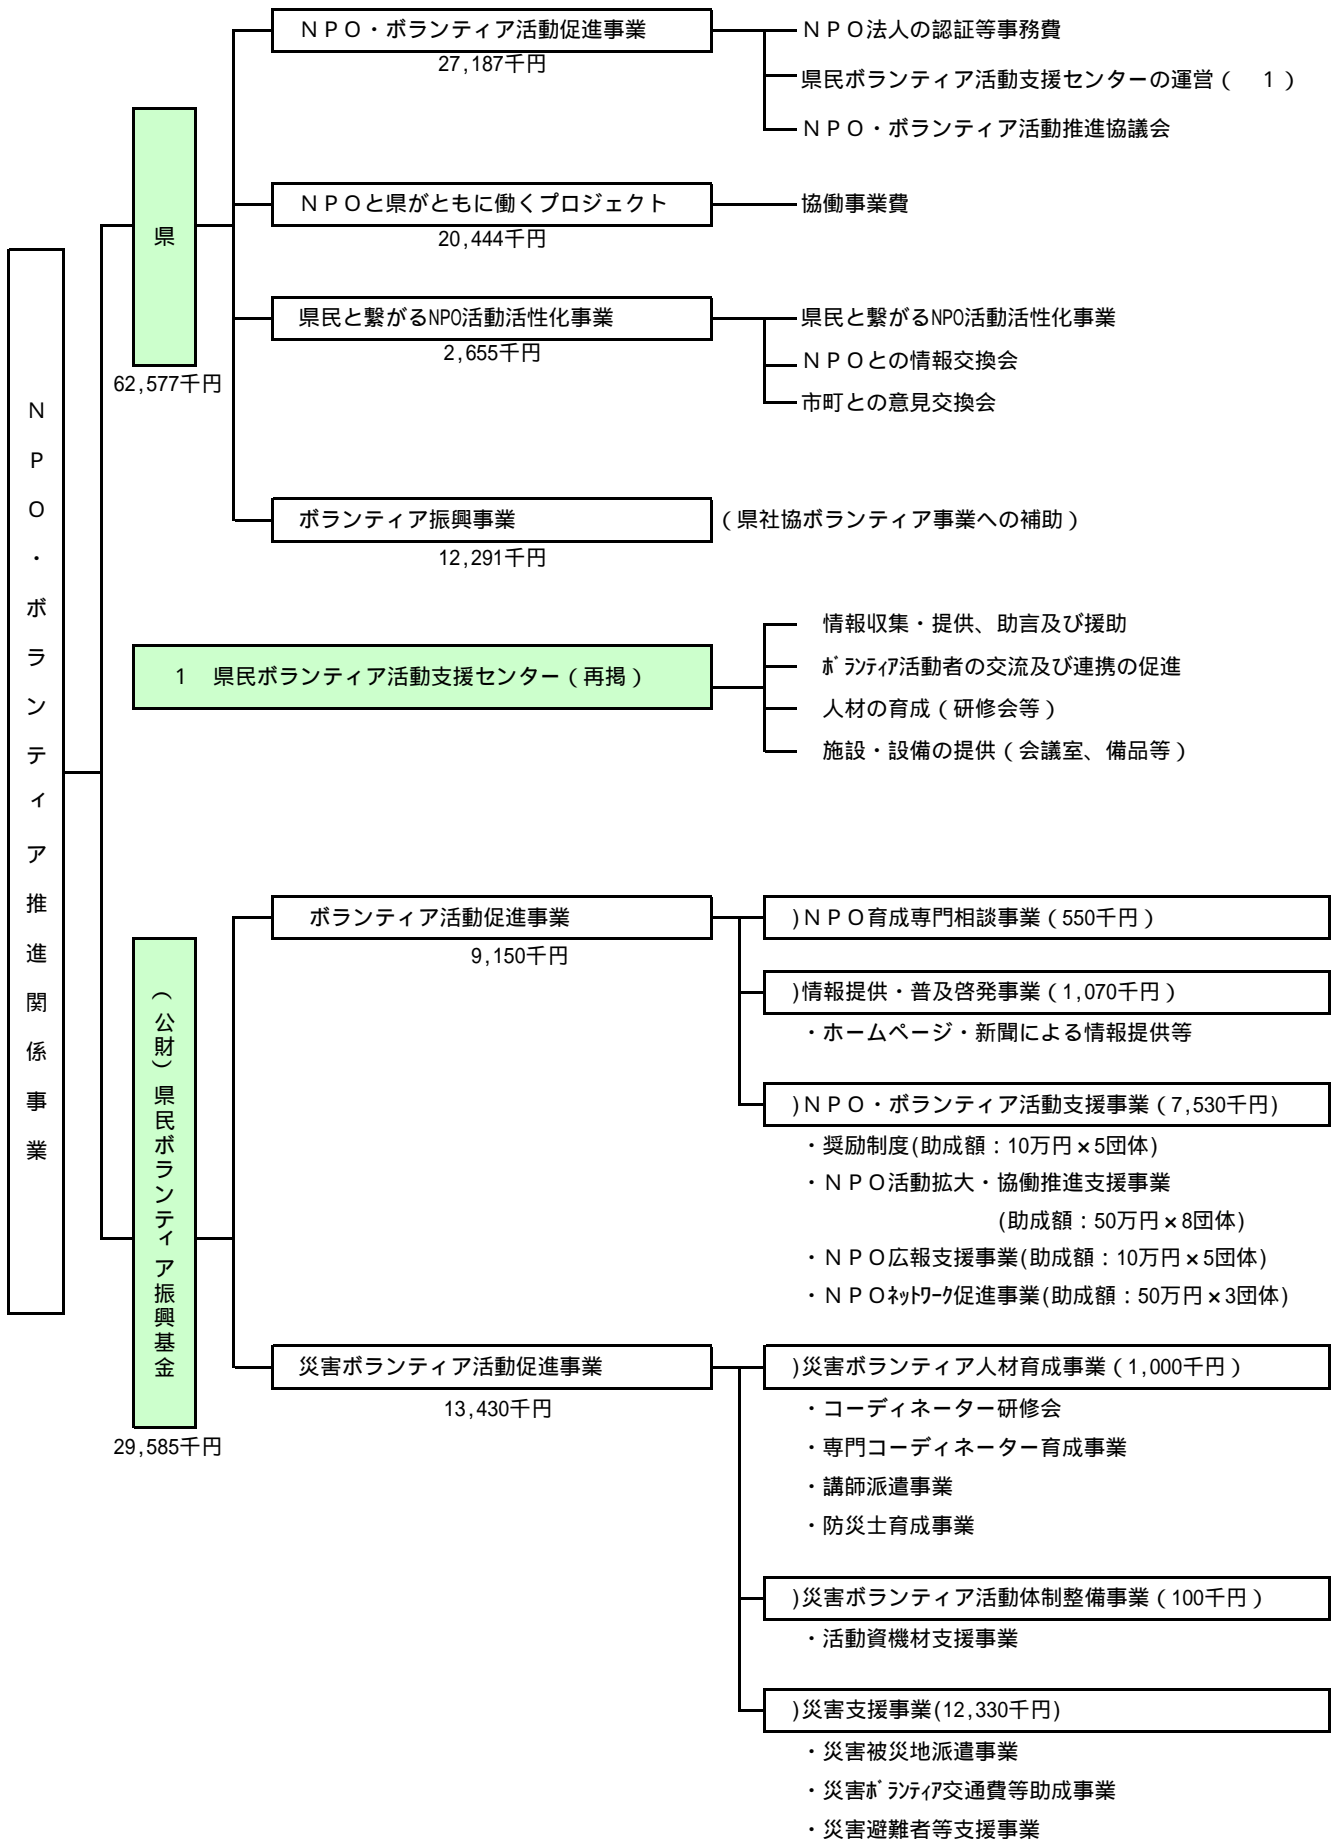 ＮＰＯ・ボランティア推進関係事業
県
62,577千円
ＮＰＯ・ボランティア活動促進事業
27,187千円
ＮＰＯ法人の認証等事務費
県民ボランティア活動支援センターの運営（　１）
ＮＰＯ・ボランティア活動推進協議会
ＮＰＯと県がともに働くプロジェクト
20,444千円
協働事業費
県民と繋がるNPO活動活性化事業
2,655千円
県民と繋がるNPO活動活性化事業
ＮＰＯとの情報交換会
市町との意見交換会
ボランティア振興事業
12,291千円
（県社協ボランティア事業への補助）
１　県民ボランティア活動支援センター（再掲）
情報収集・提供、助言及び援助
ﾎﾞﾗﾝﾃｨｱ活動者の交流及び連携の促進
人材の育成（研修会等）
施設・設備の提供（会議室、備品等）
（公財）県民ボランティア振興基金
29,585千円
ボランティア活動促進事業
9,150千円
)ＮＰＯ育成専門相談事業（550千円）
)情報提供・普及啓発事業（1,070千円）
・ホームページ・新聞による情報提供等
)ＮＰＯ・ボランティア活動支援事業（7,530千円)
・奨励制度(助成額：10万円×5団体)
・ＮＰＯ活動拡大・協働推進支援事業
(助成額：50万円×8団体)
・ＮＰＯ広報支援事業(助成額：10万円×5団体)
・ＮＰＯﾈｯﾄﾜｰｸ促進事業(助成額：50万円×3団体)
災害ボランティア活動促進事業
13,430千円
)災害ボランティア人材育成事業（1,000千円）
・コーディネーター研修会
・専門コーディネーター育成事業
・講師派遣事業
・防災士育成事業
)災害ボランティア活動体制整備事業（100千円）
・活動資機材支援事業
)災害支援事業(12,330千円)
・災害被災地派遣事業
・災害ﾎﾞﾗﾝﾃｨｱ交通費等助成事業
・災害避難者等支援事業